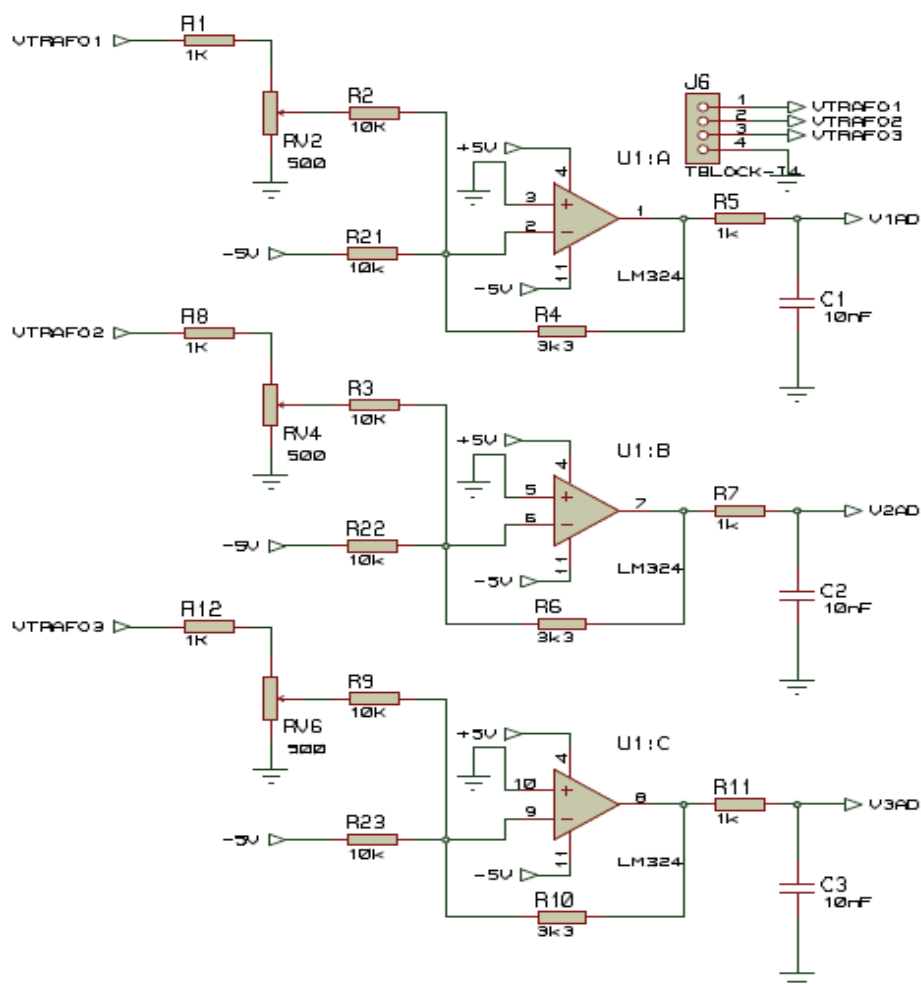 R1
VTRAFO1
1K
R2
10K
RV2
500
J6
1
VTRAFO1
2
VTRAFO2
3
VTRAFO3
4
TBLOCK-I4
+5V
4
U1:A
3
2
1
R5
1k
V1AD
R21
-5V
10k
-5V
11
LM324
C1
10nF
R4
3k3
R8
VTRAFO2
1K
R3
10K
RV4
500
+5V
4
U1:B
5
6
7
R7
1k
V2AD
R22
-5V
10k
-5V
11
LM324
C2
10nF
R6
3k3
R12
VTRAFO3
1K
R9
10K
RV6
500
+5V
4
U1:C
10
9
8
R11
1k
V3AD
R23
-5V
10k
-5V
11
LM324
C3
10nF
R10
3k3